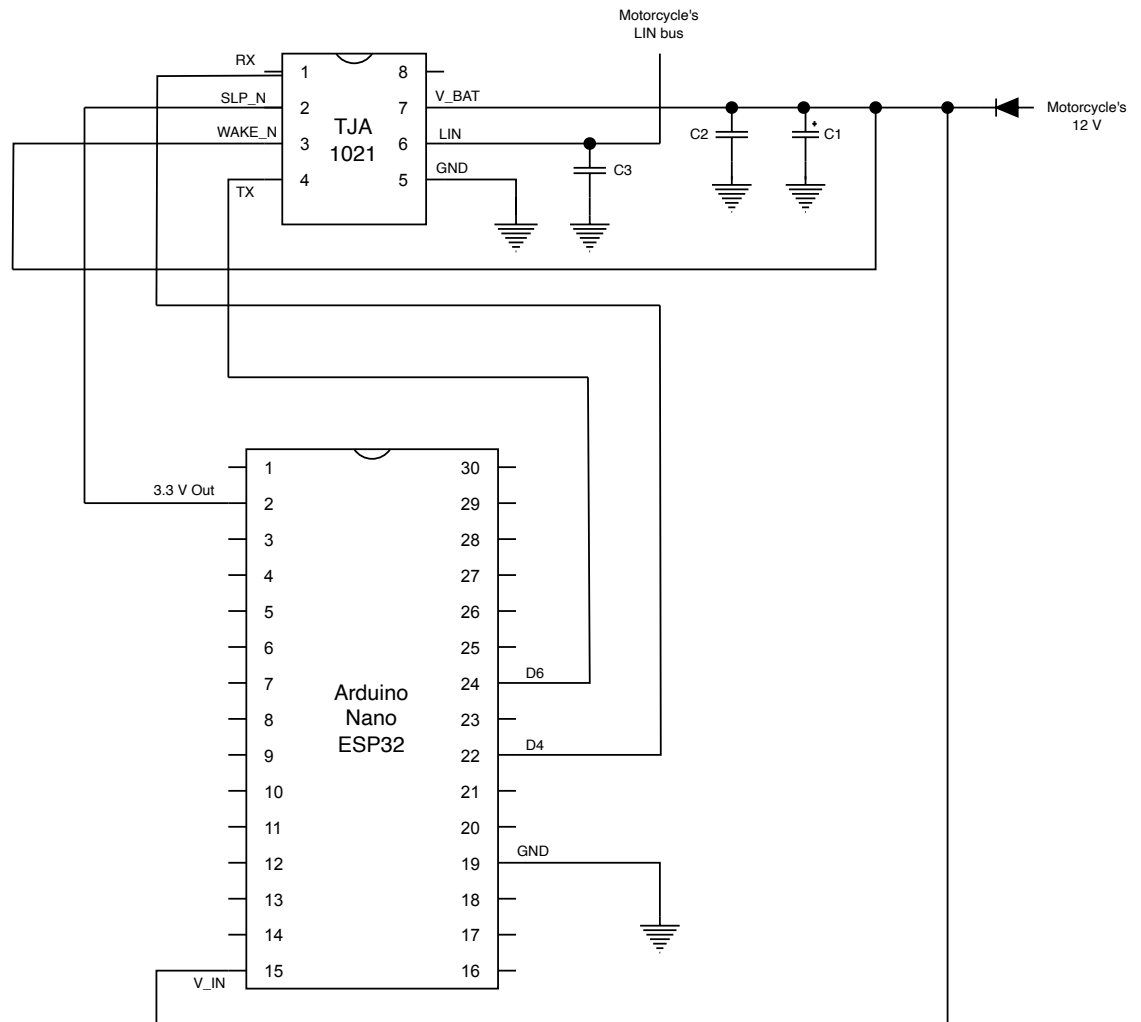 Motorcycle's
LIN bus
RX
1
8
SLP_N
2
7
V_BAT
Motorcycle's
12 V
TJA
1021
C2
+
C1
WAKE_N
3
6
LIN
C3
TX
4
5
GND
1
30
3.3 V Out
2
29
3
28
4
27
5
26
6
25
7
24
D6
Arduino
Nano
ESP32
8
23
9
22
D4
10
21
11
20
12
19
GND
13
18
14
17
15
16
V_IN